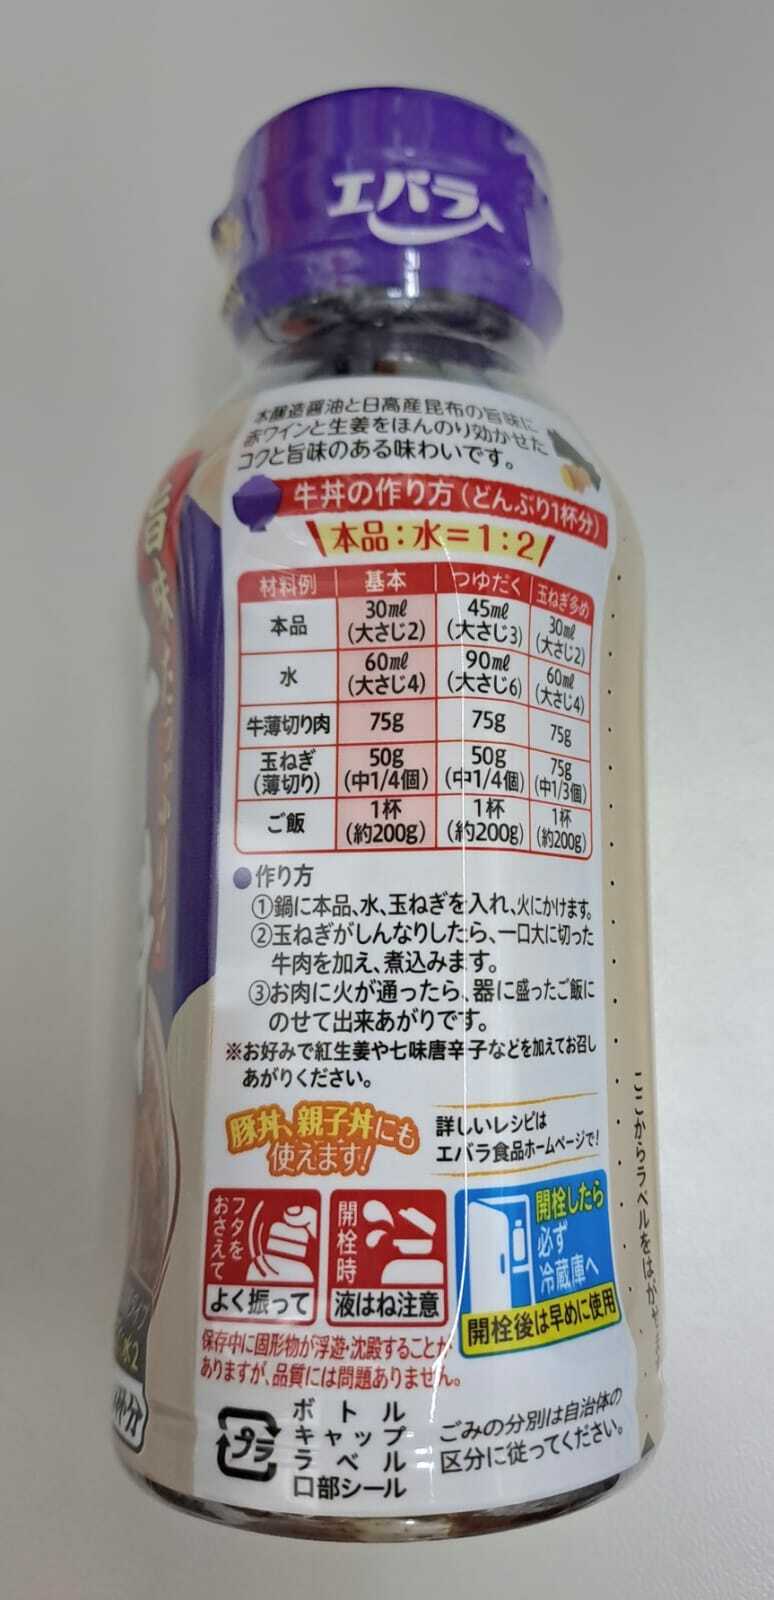 エバラ
本醸造醤油と日高産昆布の旨味に
赤ワインと生姜をほんのり効かせた
コクと旨味のある味わいです。
牛丼の作り方(どんぶり1杯分)
本品:水=1:2
材料例 基本 つゆだく 玉ねぎ多め
本品 30㎖(大さじ2) 45㎖(大さじ3) 30㎖(大さじ2)
水 60㎖(大さじ4) 90㎖(大さじ6) 60㎖(大さじ4)
牛薄切り肉 75g 75g 75g
玉ねぎ(薄切り) 50g(中1/4個) 50g(中1/4個) 75g(中1/3個)
ご飯 1杯(約200g) 1杯(約200g) 1杯(約200g)
●作り方
①鍋に本品、水、玉ねぎを入れ、火にかけます。
②玉ねぎがしんなりしたら、一口大に切った
牛肉を加え、煮込みます。
③お肉に火が通ったら、器に盛ったご飯に
のせて出来あがりです。
※お好みで紅生姜や七味唐辛子などを加えてお召し
あがりください。
豚丼、親子丼にも
使えます!
詳しいレシピは
エバラ食品ホームページで!
フタを
おさえて
よく振って
開栓時
液はね注意
開栓したら
必ず
冷蔵庫へ
開栓後は早めに使用
保存中に固形物が浮遊・沈殿することが
ありますが、品質には問題ありません。
プラ
ボトル
キャップ
ラベル
口部シール
ごみの分別は自治体の
区分に従ってください。
ここからラベルをはがせ
旨味